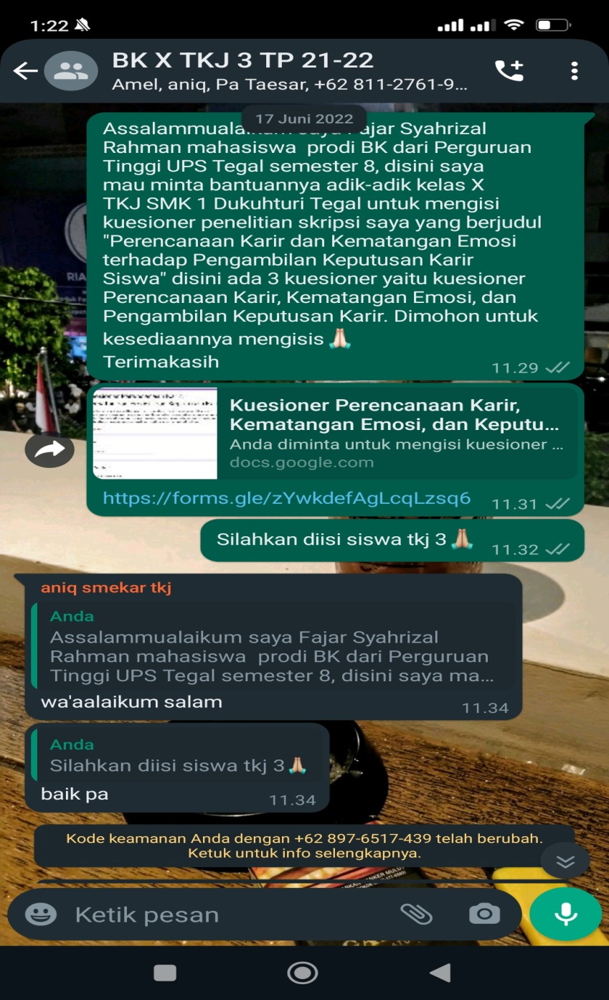 1:22
BK X TKJ 3 TP 21-22
Amel, aniq, Pa Taesar, +62 811-2761-9...
17 Juni 2022
Fajar Syahrizal
Rahman mahasiswa prodi BK dari Perguruan
Tinggi UPS Tegal semester 8, disini saya
mau minta bantuannya adik-adik kelas X
TKJ SMK 1 Dukuhturi Tegal untuk mengisi
kuesioner penelitian skripsi saya yang berjudul
"Perencanaan Karir dan Kematangan Emosi
terhadap Pengambilan Keputusan Karir
Siswa" disini ada 3 kuesioner yaitu kuesioner
Perencanaan Karir, Kematangan Emosi, dan
Pengambilan Keputusan Karir. Dimohon untuk
kesediaannya mengisis 🙏🏻
Terimakasih
11.29
Kuesioner Perencanaan Karir,
Kematangan Emosi, dan Keputu...
Anda diminta untuk mengisi kuesioner ...
docs.google.com
https://forms.gle/zYwkdefAgLcqLzsq6
11.31
Silahkan diisi siswa tkj 3 🙏🏻
11.32
aniq smekar tkj
Anda
Assalammualaikum saya Fajar Syahrizal
Rahman mahasiswa prodi BK dari Perguruan
Tinggi UPS Tegal semester 8, disini saya ma...
wa'aalaikum salam
11.34
Anda
Silahkan diisi siswa tkj 3 🙏🏻
baik pa
11.34
Kode keamanan Anda dengan +62 897-6517-439 telah berubah.
Ketuk untuk info selengkapnya.
Ketik pesan